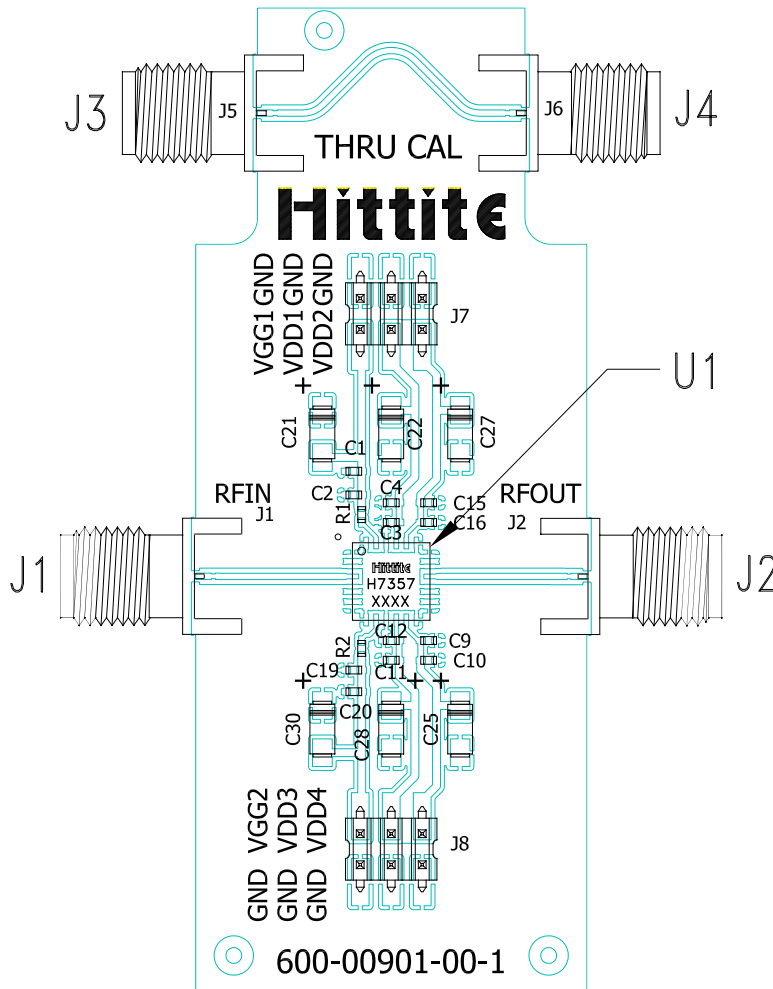 J3
J5
J6
J4
THRU CAL
Hittite
VGG1 GND
VDD1 GND
VDD2 GND
J7
U1
C21
C22
C27
C1
C2
R1
C4
C3
C15
C16
RFIN
J1
RFOUT
J2
J1
J2
Hittite
H7357
XXXX
R2
C12
C9
C10
C11
C19
C20
C30
C28
C25
GND VGG2
GND VDD3
GND VDD4
J8
600-00901-00-1